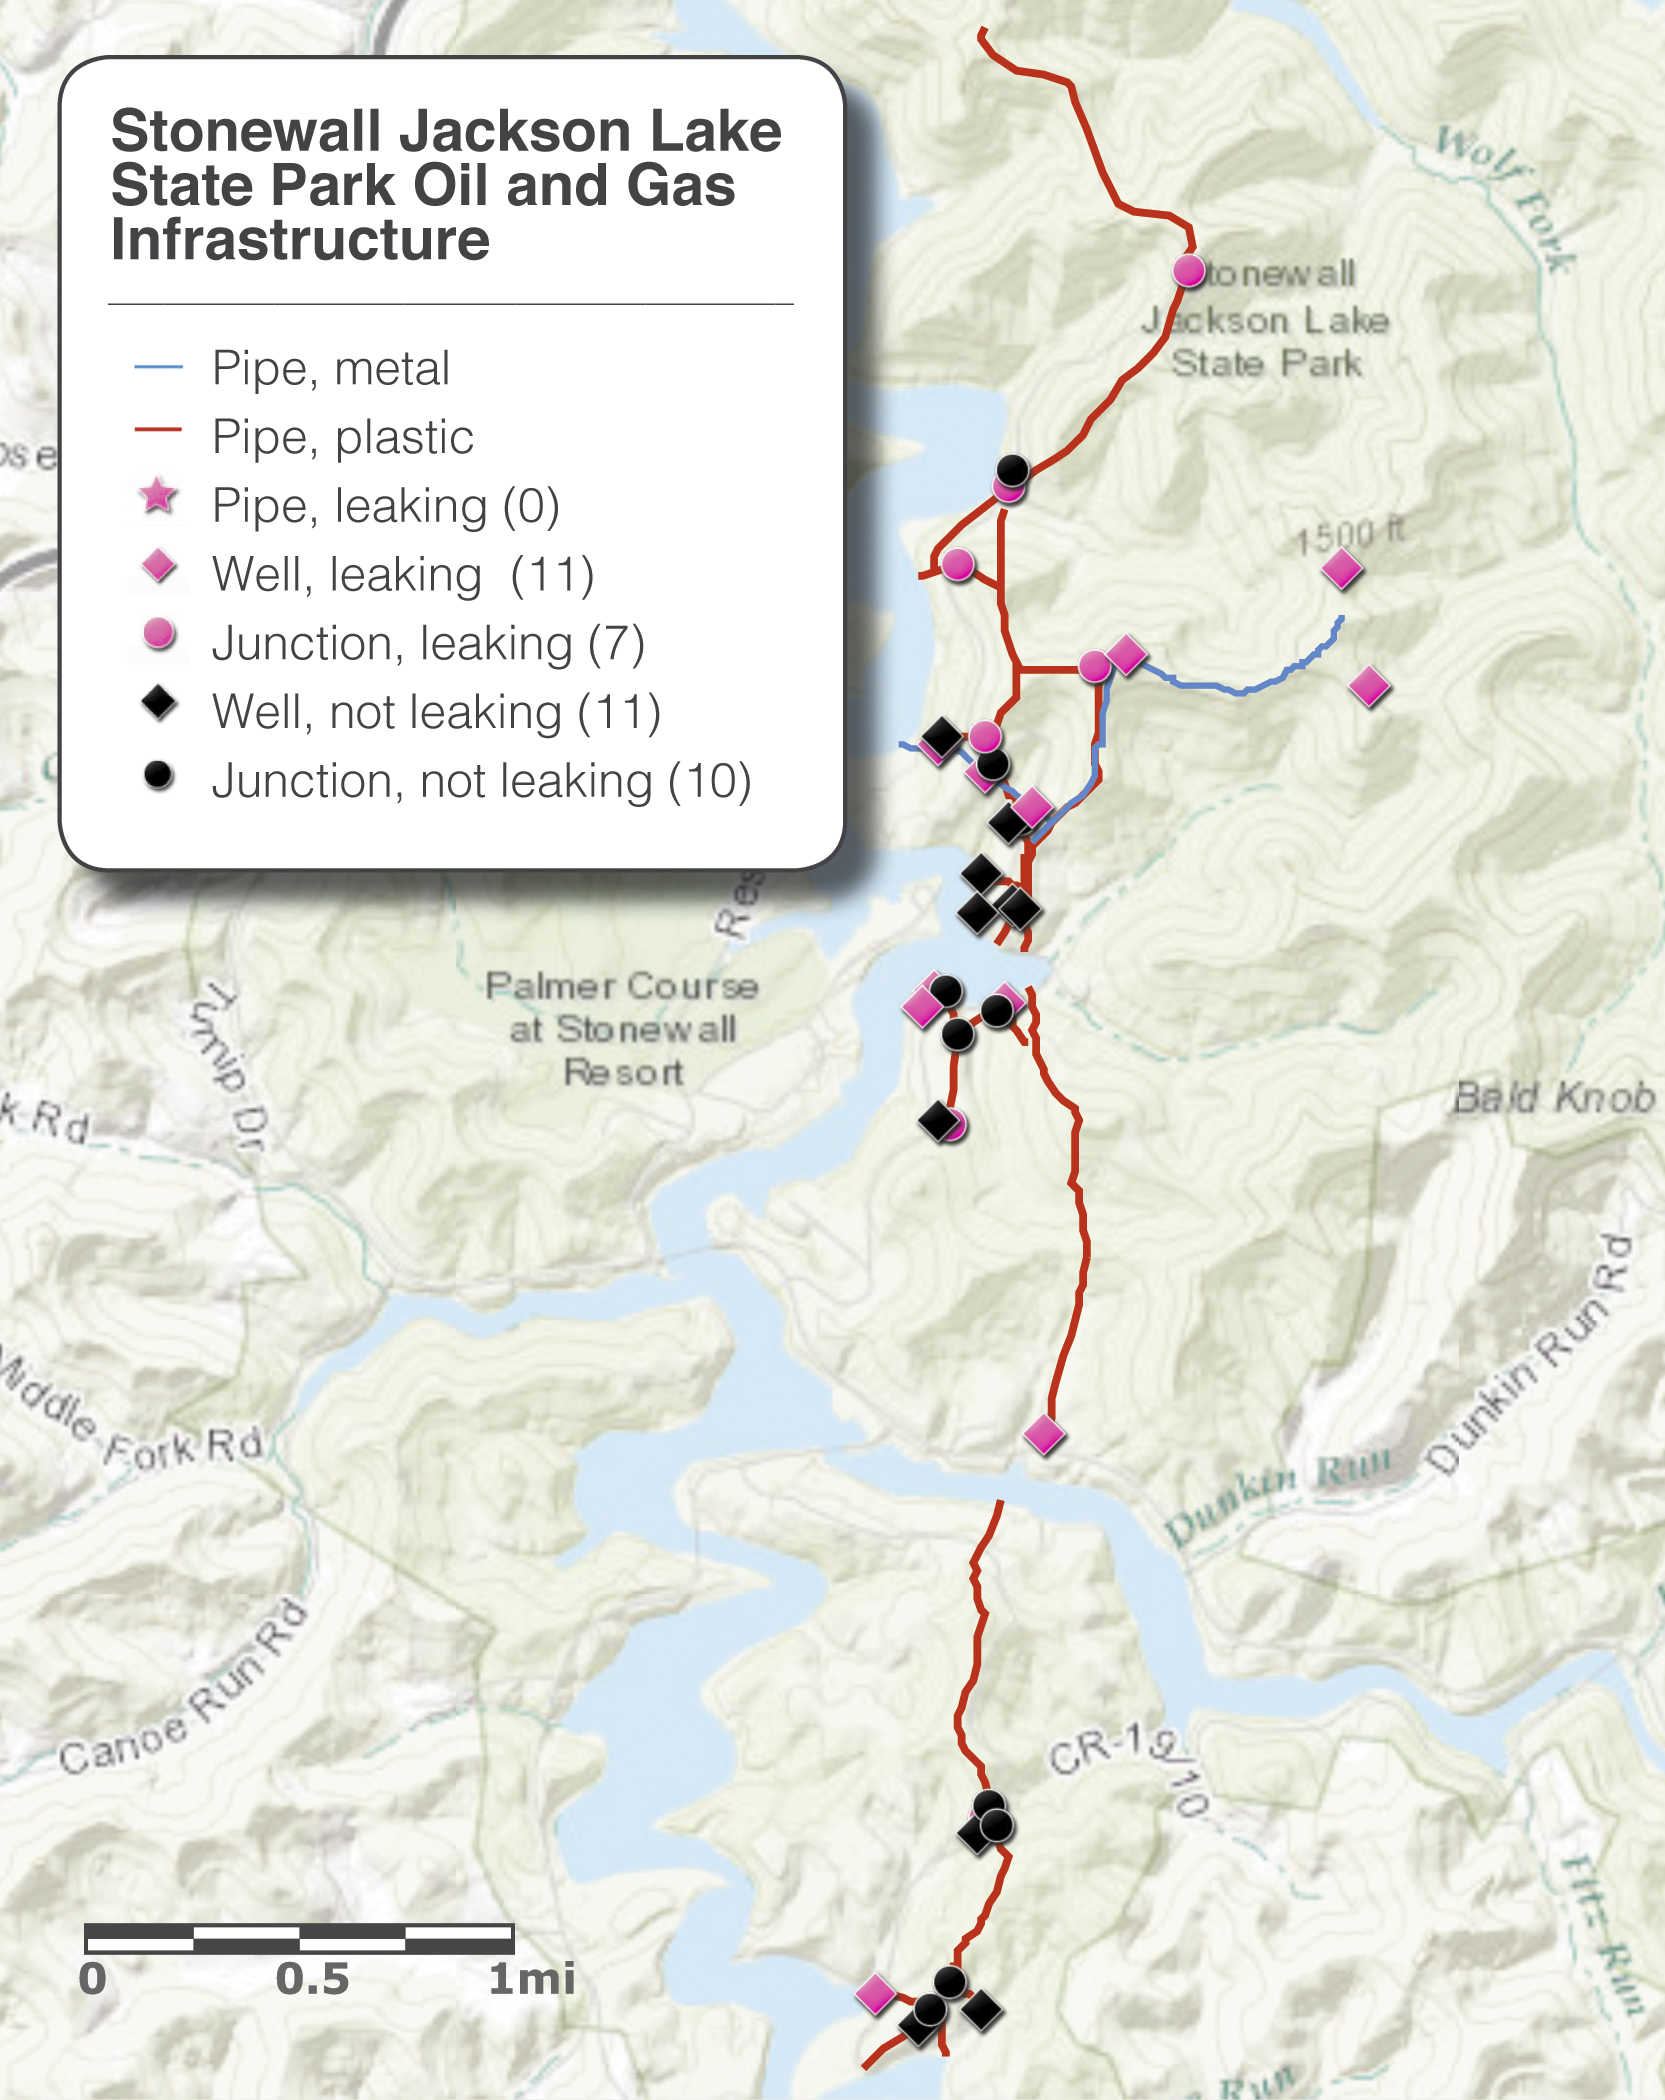 Stonewall Jackson Lake
State Park Oil and Gas
Infrastructure
Pipe, metal
Pipe, plastic
Pipe, leaking (0)
Well, leaking (11)
Junction, leaking (7)
Well, not leaking (11)
Junction, not leaking (10)
Wolf Fork
tonewall
Jackson Lake
State Park
1500 ft
Res
Palmer Course
at Stonewall
Resort
Turnip Dr
k Rd
Bald Knob
Middle Fork Rd
Dunkin Run Rd
Dunkin Run
Canoe Run Rd
CR-19/10
Fitz Run
Run
0 0.5 1mi